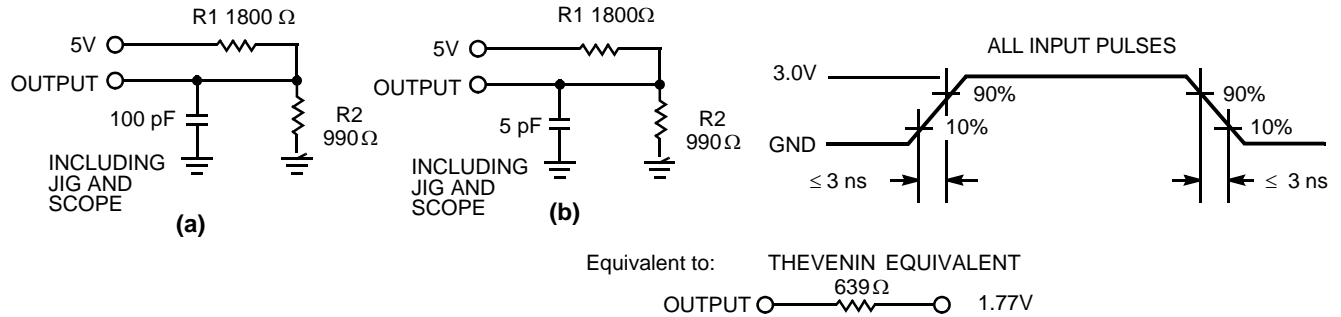 R1 1800 Ω
5V
OUTPUT
100 pF
R2
990Ω
INCLUDING
JIG AND
SCOPE
(a)
R1 1800Ω
5V
OUTPUT
5 pF
R2
990Ω
INCLUDING
JIG AND
SCOPE
(b)
ALL INPUT PULSES
3.0V
90%
90%
10%
10%
GND
≤ 3 ns
≤ 3 ns
Equivalent to: THEVENIN EQUIVALENT
639Ω
OUTPUT
1.77V